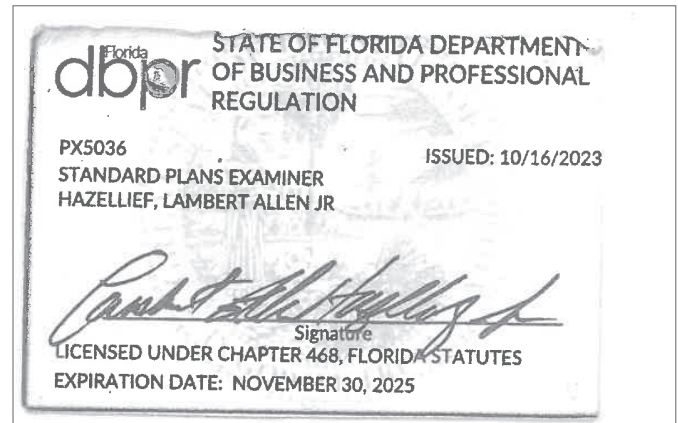 Florida
dbpr
STATE OF FLORIDA DEPARTMENT
OF BUSINESS AND PROFESSIONAL
REGULATION
PX5036
ISSUED: 10/16/2023
STANDARD PLANS EXAMINER
HAZELLIEF, LAMBERT ALLEN JR
Signature
LICENSED UNDER CHAPTER 468, FLORIDA STATUTES
EXPIRATION DATE: NOVEMBER 30, 2025